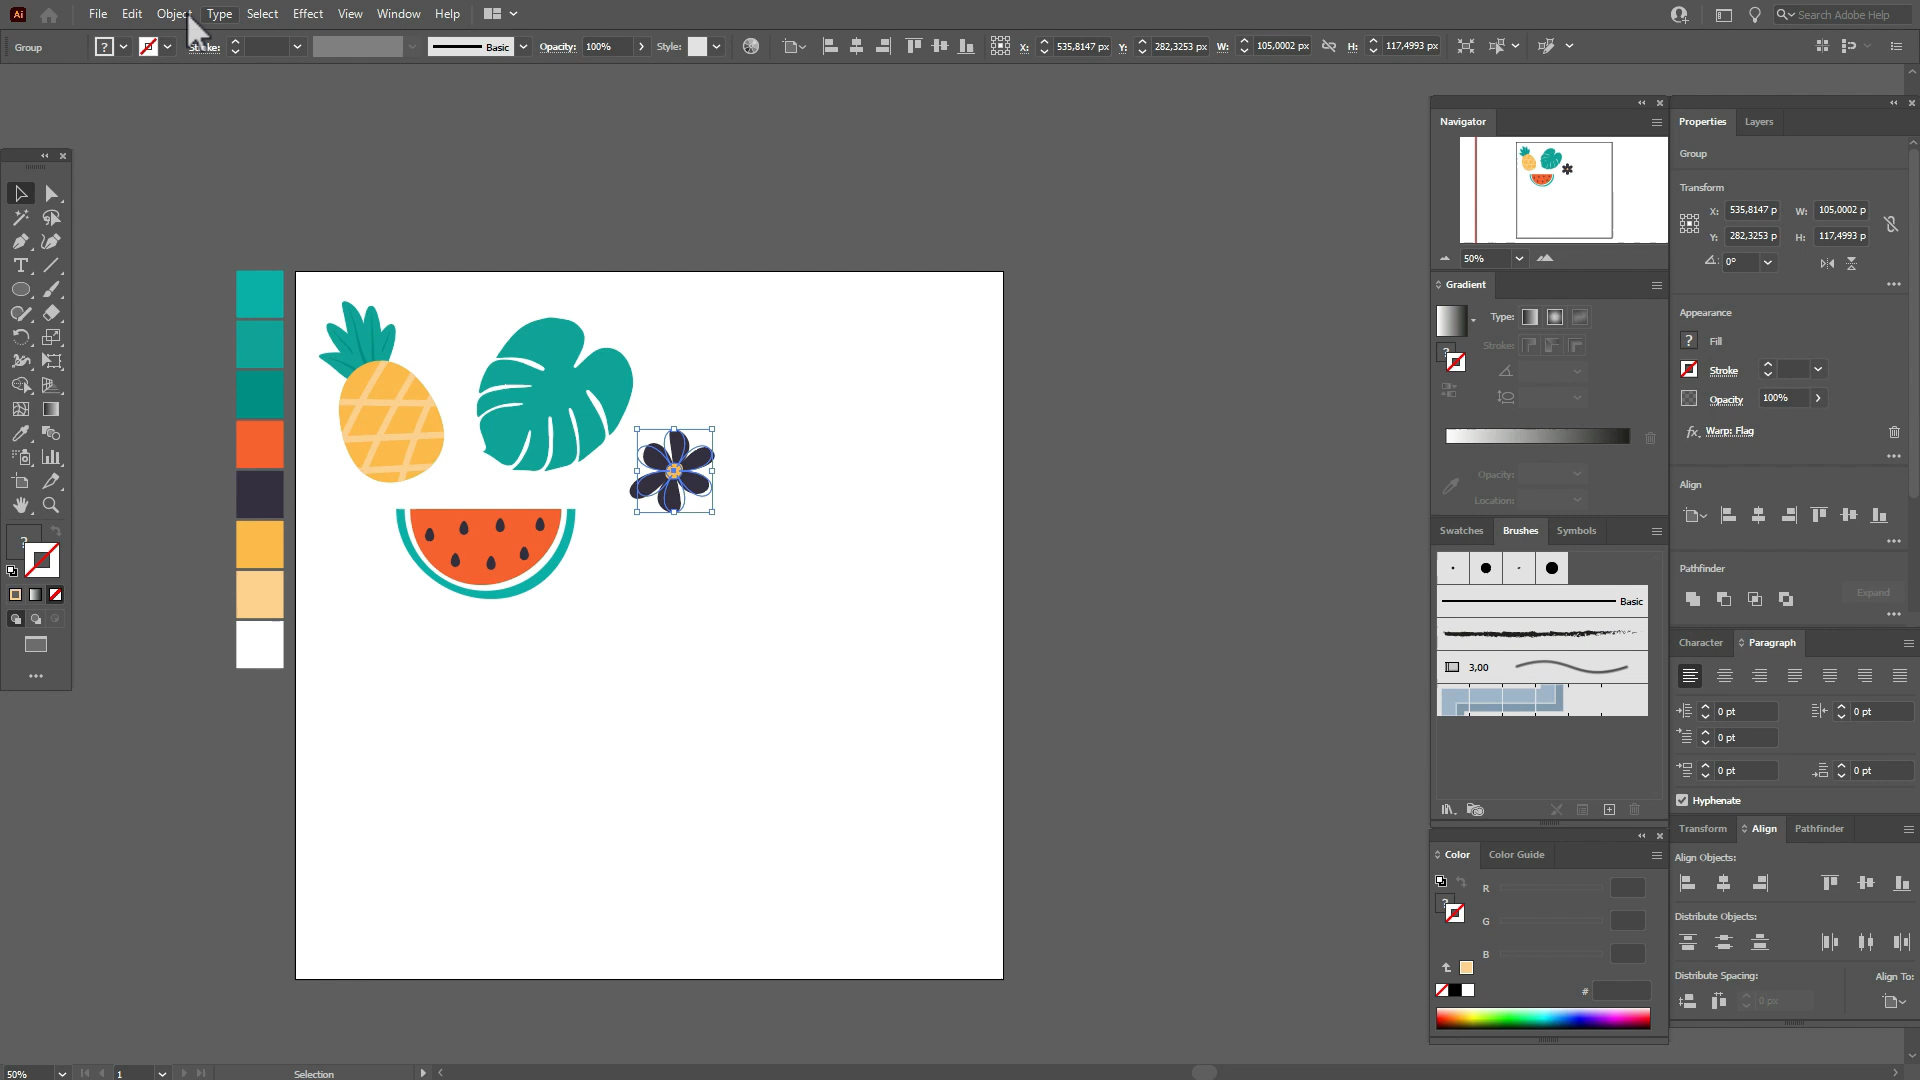 Ai File Edit Object Type Select Effect View Window Help Search Adobe Help
Group ? Stroke: Basic Opacity: 100% Style: X: 535,8147 px Y: 282,3253 px W: 105,0002 px H: 117,4993 px
Navigator
50%
Gradient
Type:
Stroke:
Opacity:
Location:
Swatches Brushes Symbols
Basic
3,00
Color Color Guide
R
G
B
#
Properties Layers
Group
Transform
X: 535,8147 p W: 105,0002 p
Y: 282,3253 p H: 117,4993 p
0°
Appearance
? Fill
Stroke
Opacity 100%
fx Warp: Flag
Align
Pathfinder
Expand
Character Paragraph
0 pt
0 pt
0 pt
0 pt 0 pt
Hyphenate
Transform Align Pathfinder
Align Objects:
Distribute Objects:
Distribute Spacing: Align To:
0 px
50% 1 Selection